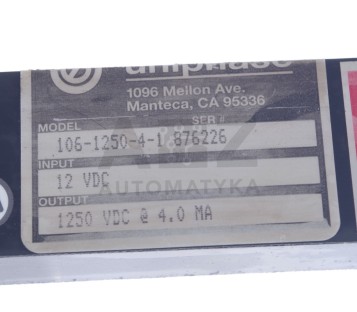 uniphase
1096 Mellon Ave.
Manteca, CA 95336
MODEL SER #
106-1250-4-1 876226
INPUT
12 VDC
OUTPUT
1250 VDC @ 4.0 MA
AUTOMATYKA